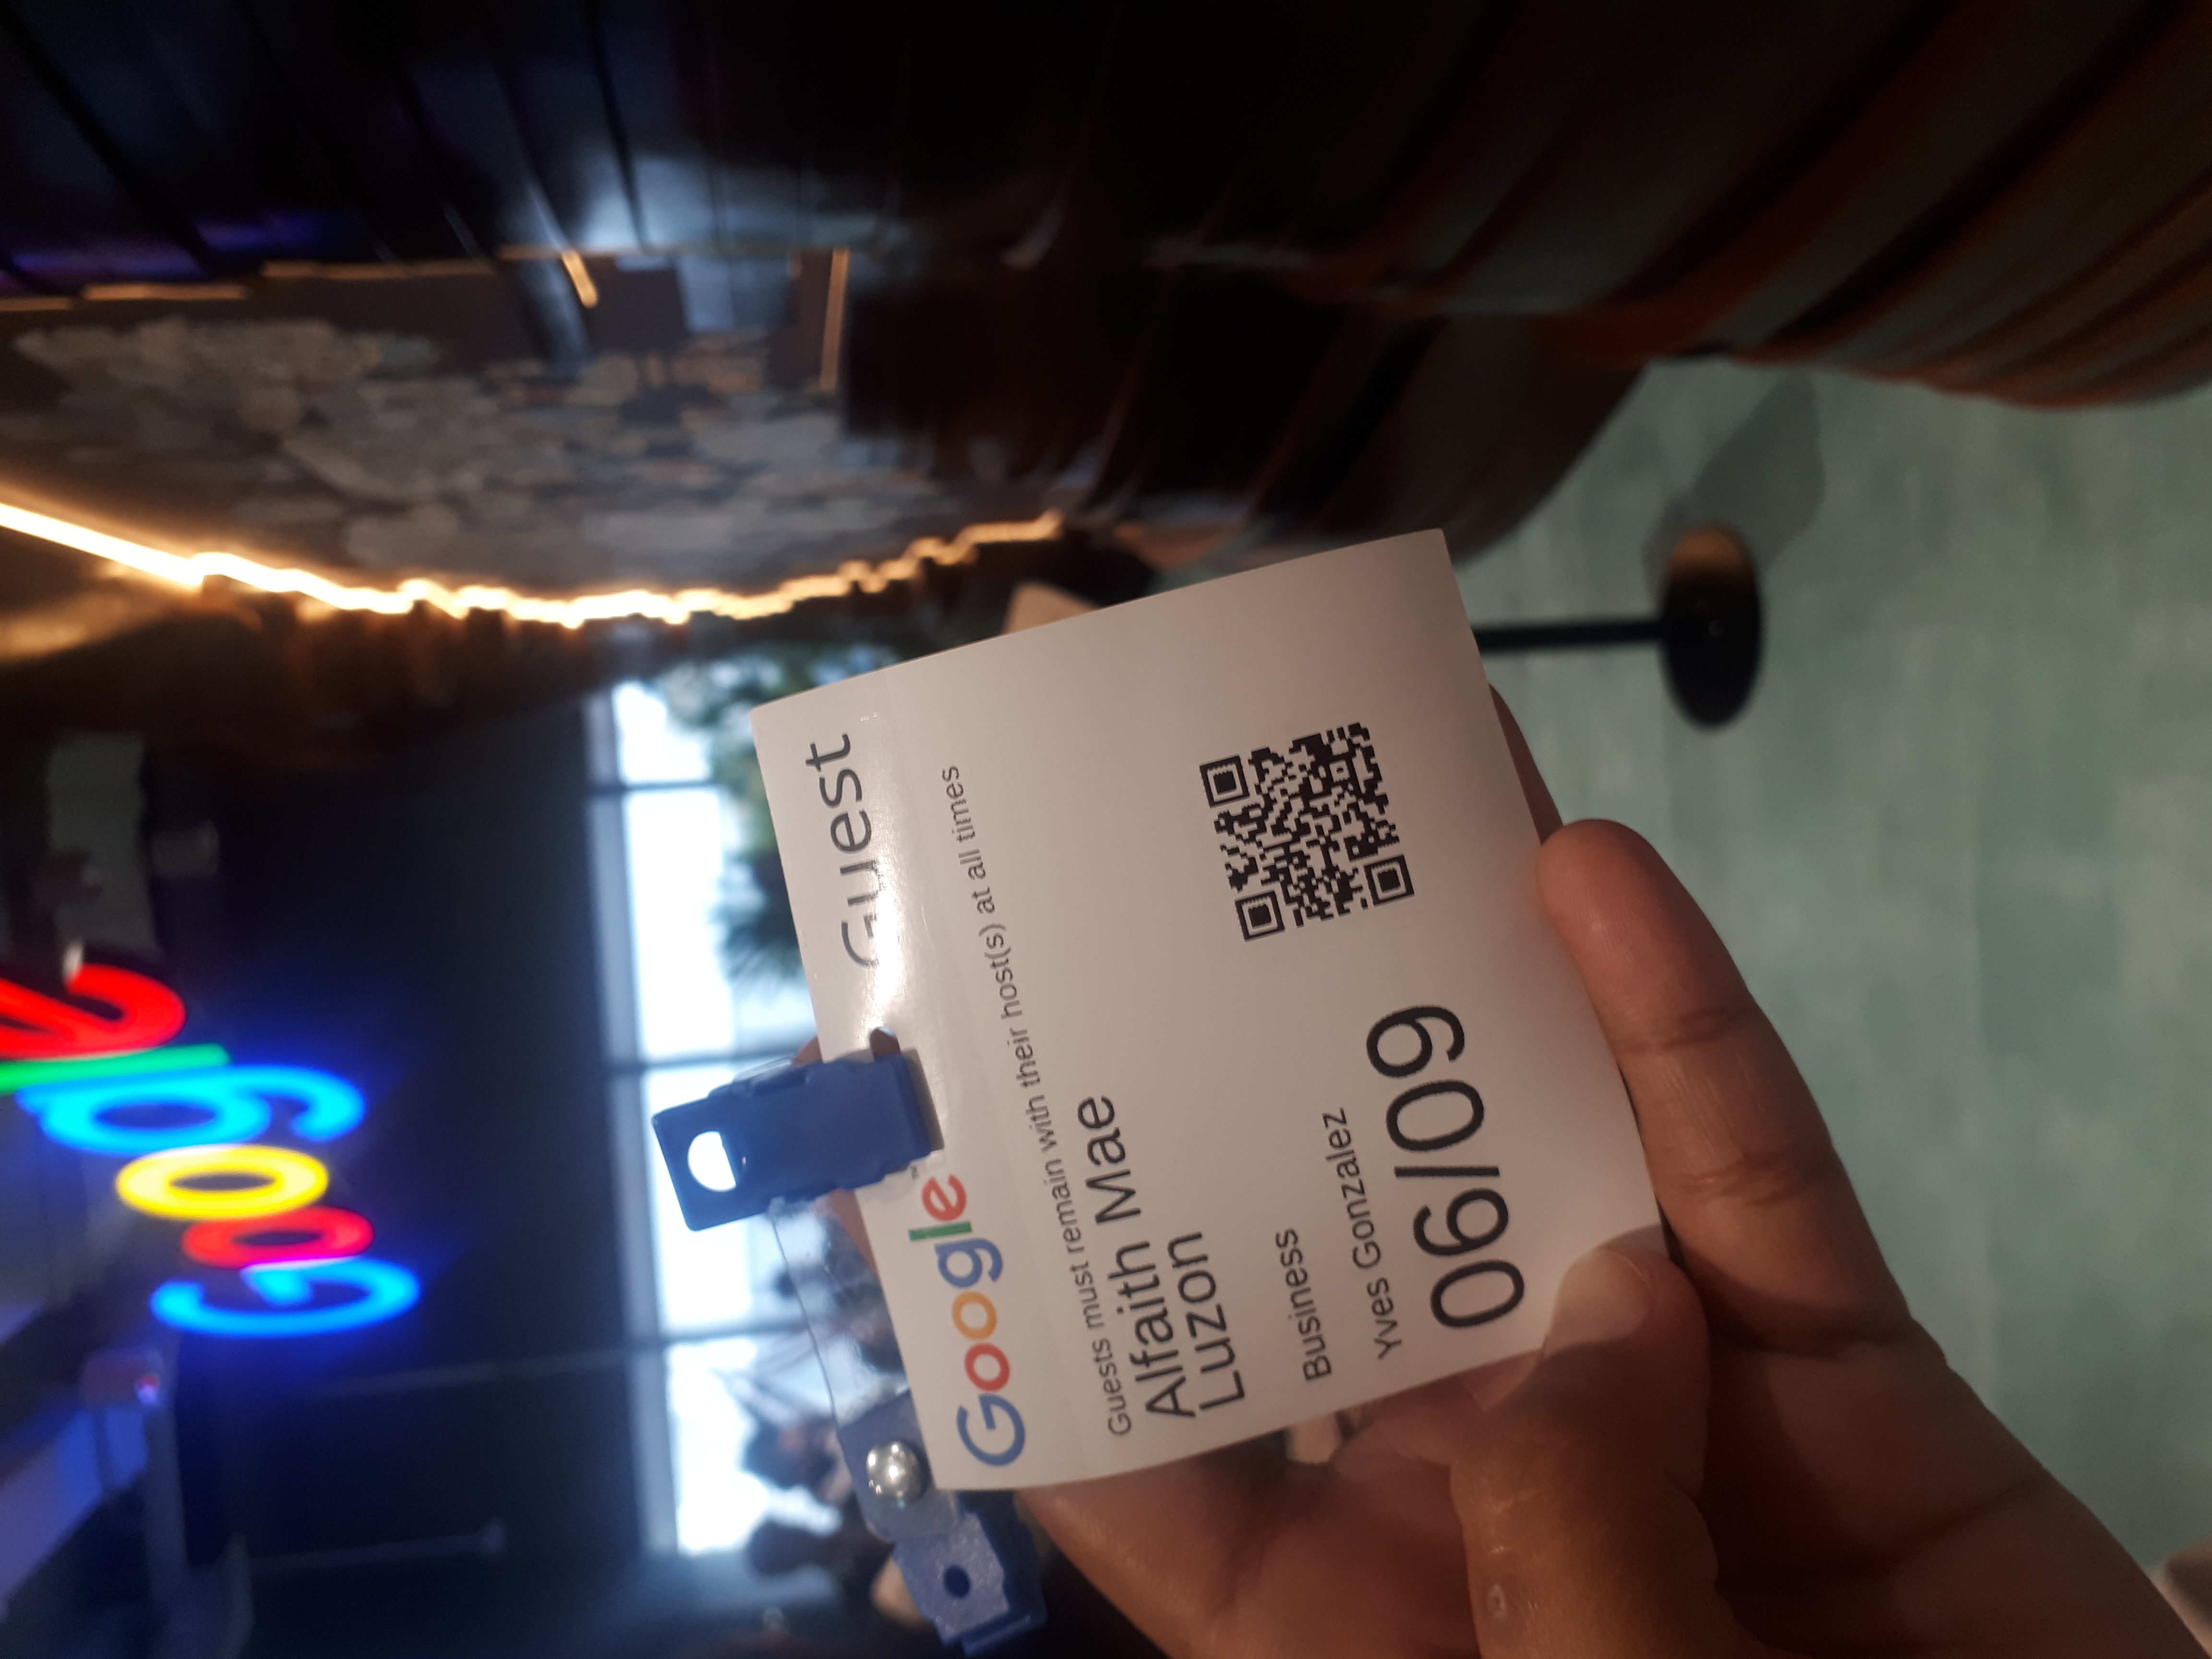 Google
Guest
Google™
Guests must remain with their host(s) at all times
Alfaith Mae
Luzon
Business
Yves Gonzalez
06/09